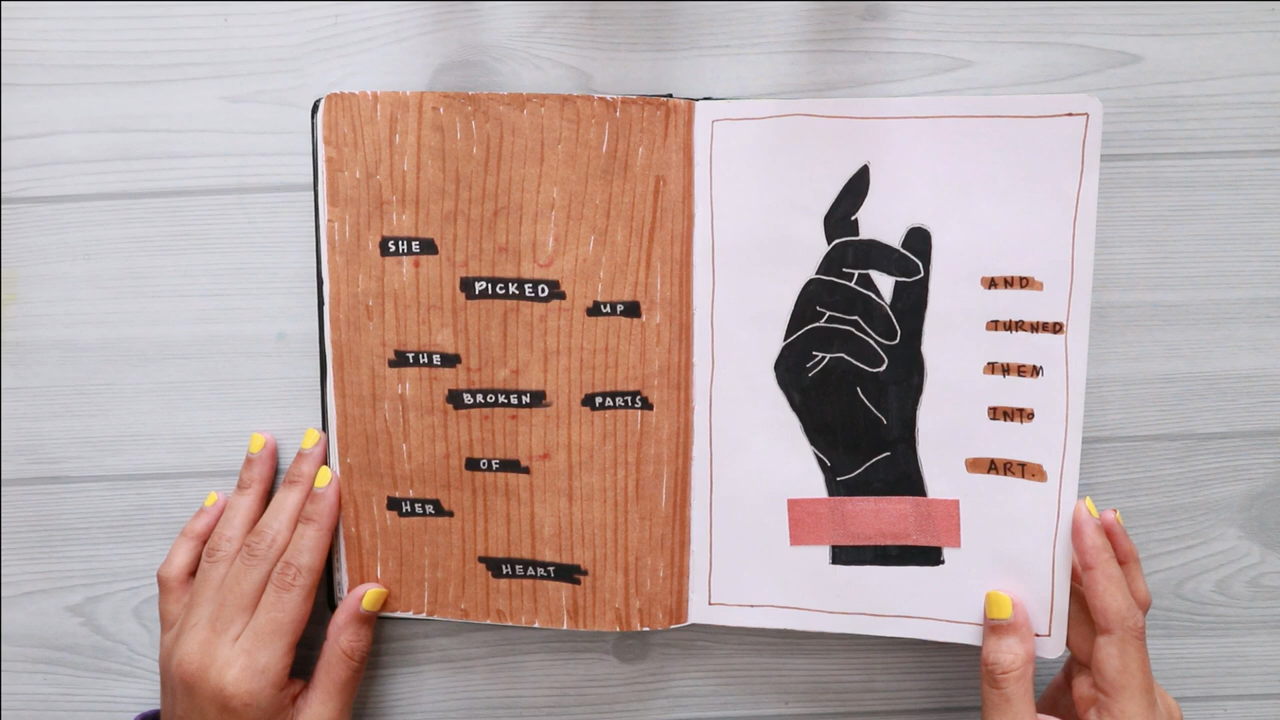 SHE
PICKED
UP
THE
BROKEN PARTS
OF
HER
HEART
AND
TURNED
THEM
INTO
ART.